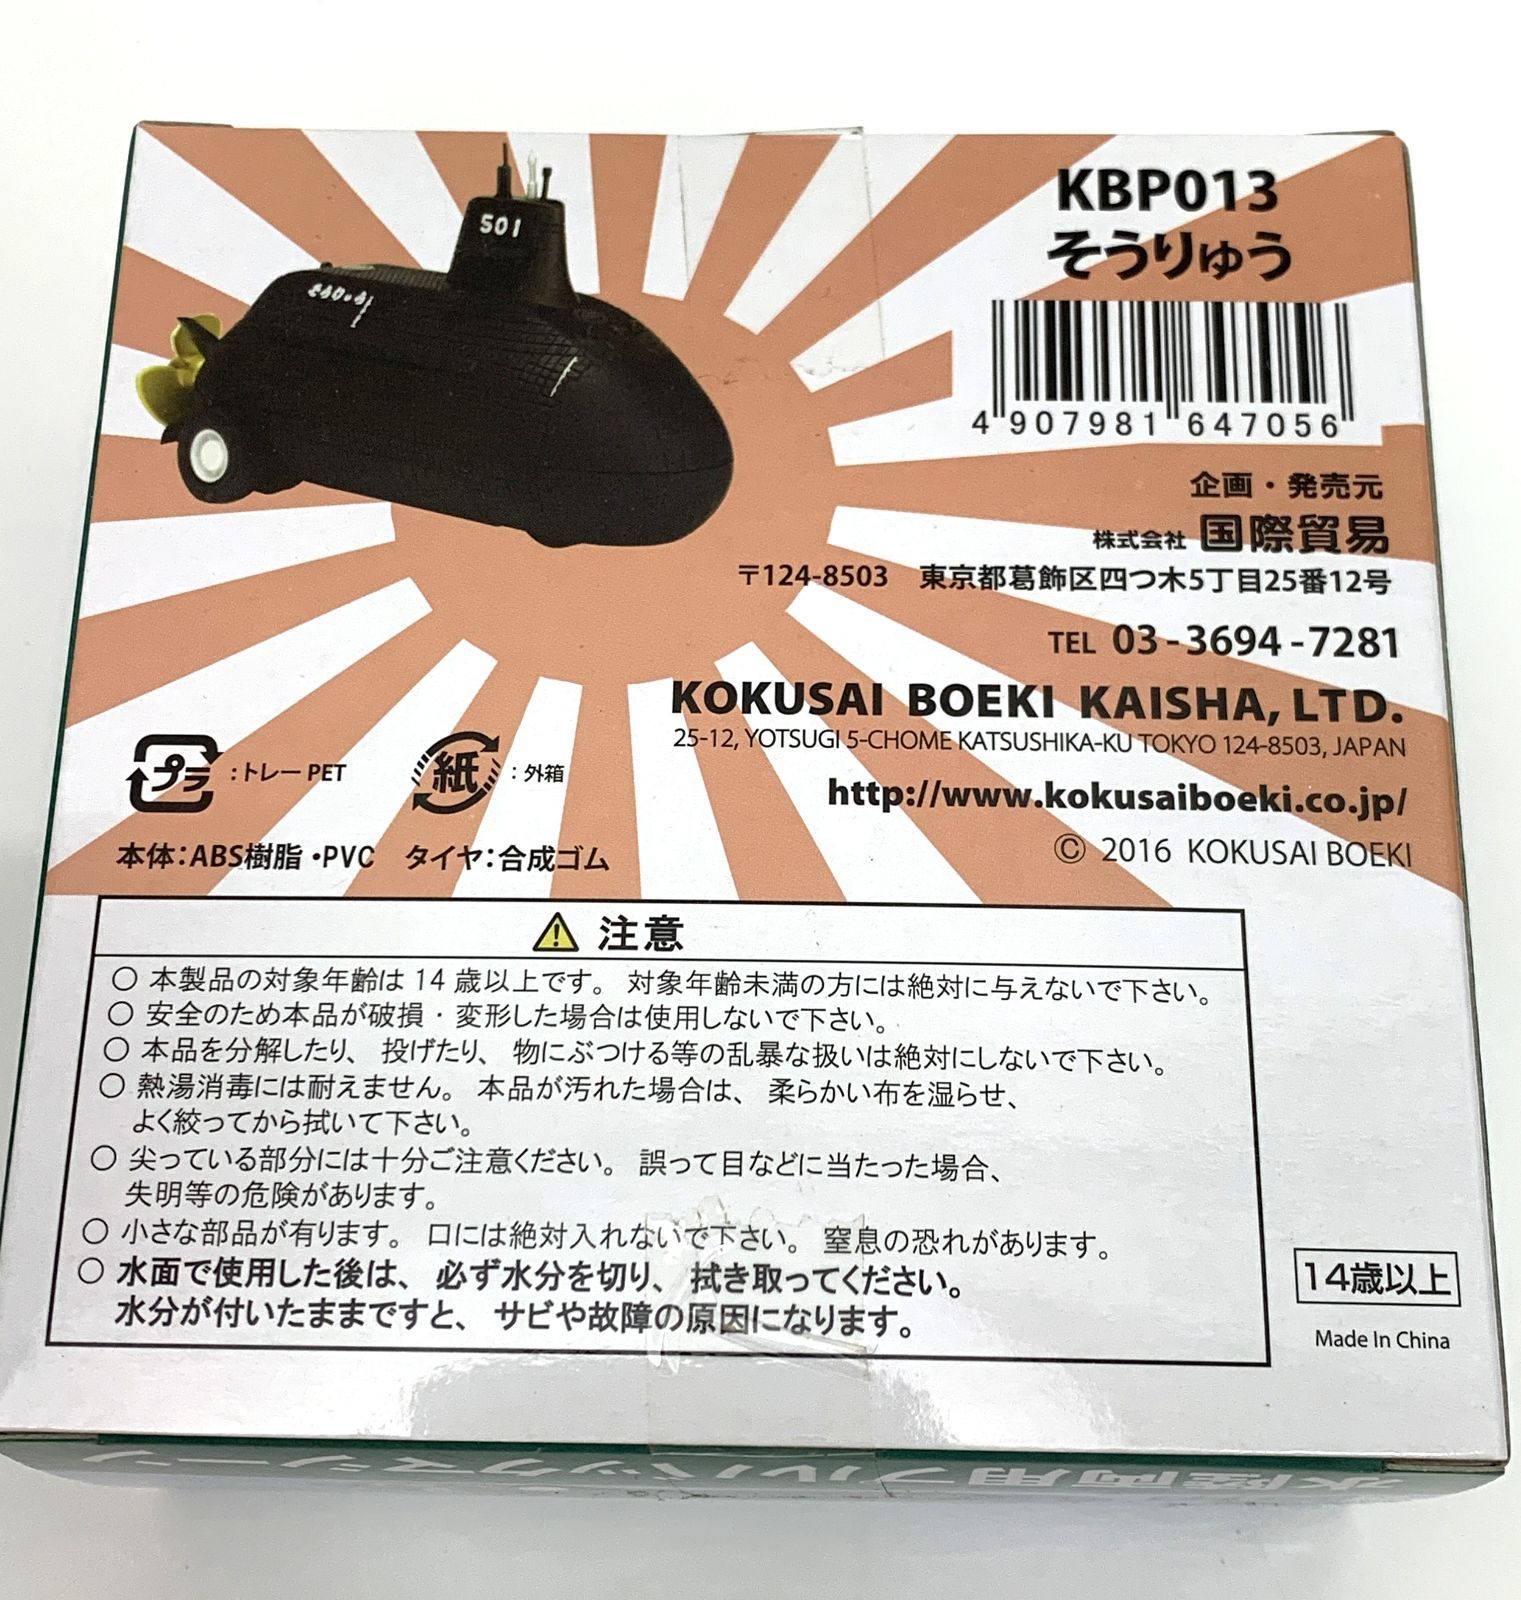 501
KBP013
そうりゅう
4 907981 647056
企画・発売元
株式会社 国際貿易
〒124-8503 東京都葛飾区四つ木5丁目25番12号
TEL 03-3694-7281
KOKUSAI BOEKI KAISHA, LTD.
25-12, YOTSUGI 5-CHOME KATSUSHIKA-KU TOKYO 124-8503, JAPAN
http://www.kokusaiboeki.co.jp/
© 2016 KOKUSAI BOEKI
プラ :トレー PET 紙 :外箱
本体:ABS樹脂・PVC タイヤ:合成ゴム
注意
○ 本製品の対象年齢は 14 歳以上です。 対象年齢未満の方には絶対に与えないで下さい。
○ 安全のため本品が破損・変形した場合は使用しないで下さい。
○ 本品を分解したり、 投げたり、 物にぶつける等の乱暴な扱いは絶対にしないで下さい。
○ 熱湯消毒には耐えません。 本品が汚れた場合は、 柔らかい布を湿らせ、
よく絞ってから拭いて下さい。
○ 尖っている部分には十分ご注意ください。 誤って目などに当たった場合、
失明等の危険があります。
○ 小さな部品が有ります。 口には絶対入れないで下さい。 窒息の恐れがあります。
○ 水面で使用した後は、 必ず水分を切り、 拭き取ってください。
水分が付いたままですと、 サビや故障の原因になります。
14歳以上
Made In China
水陸両用プルバックマシーン